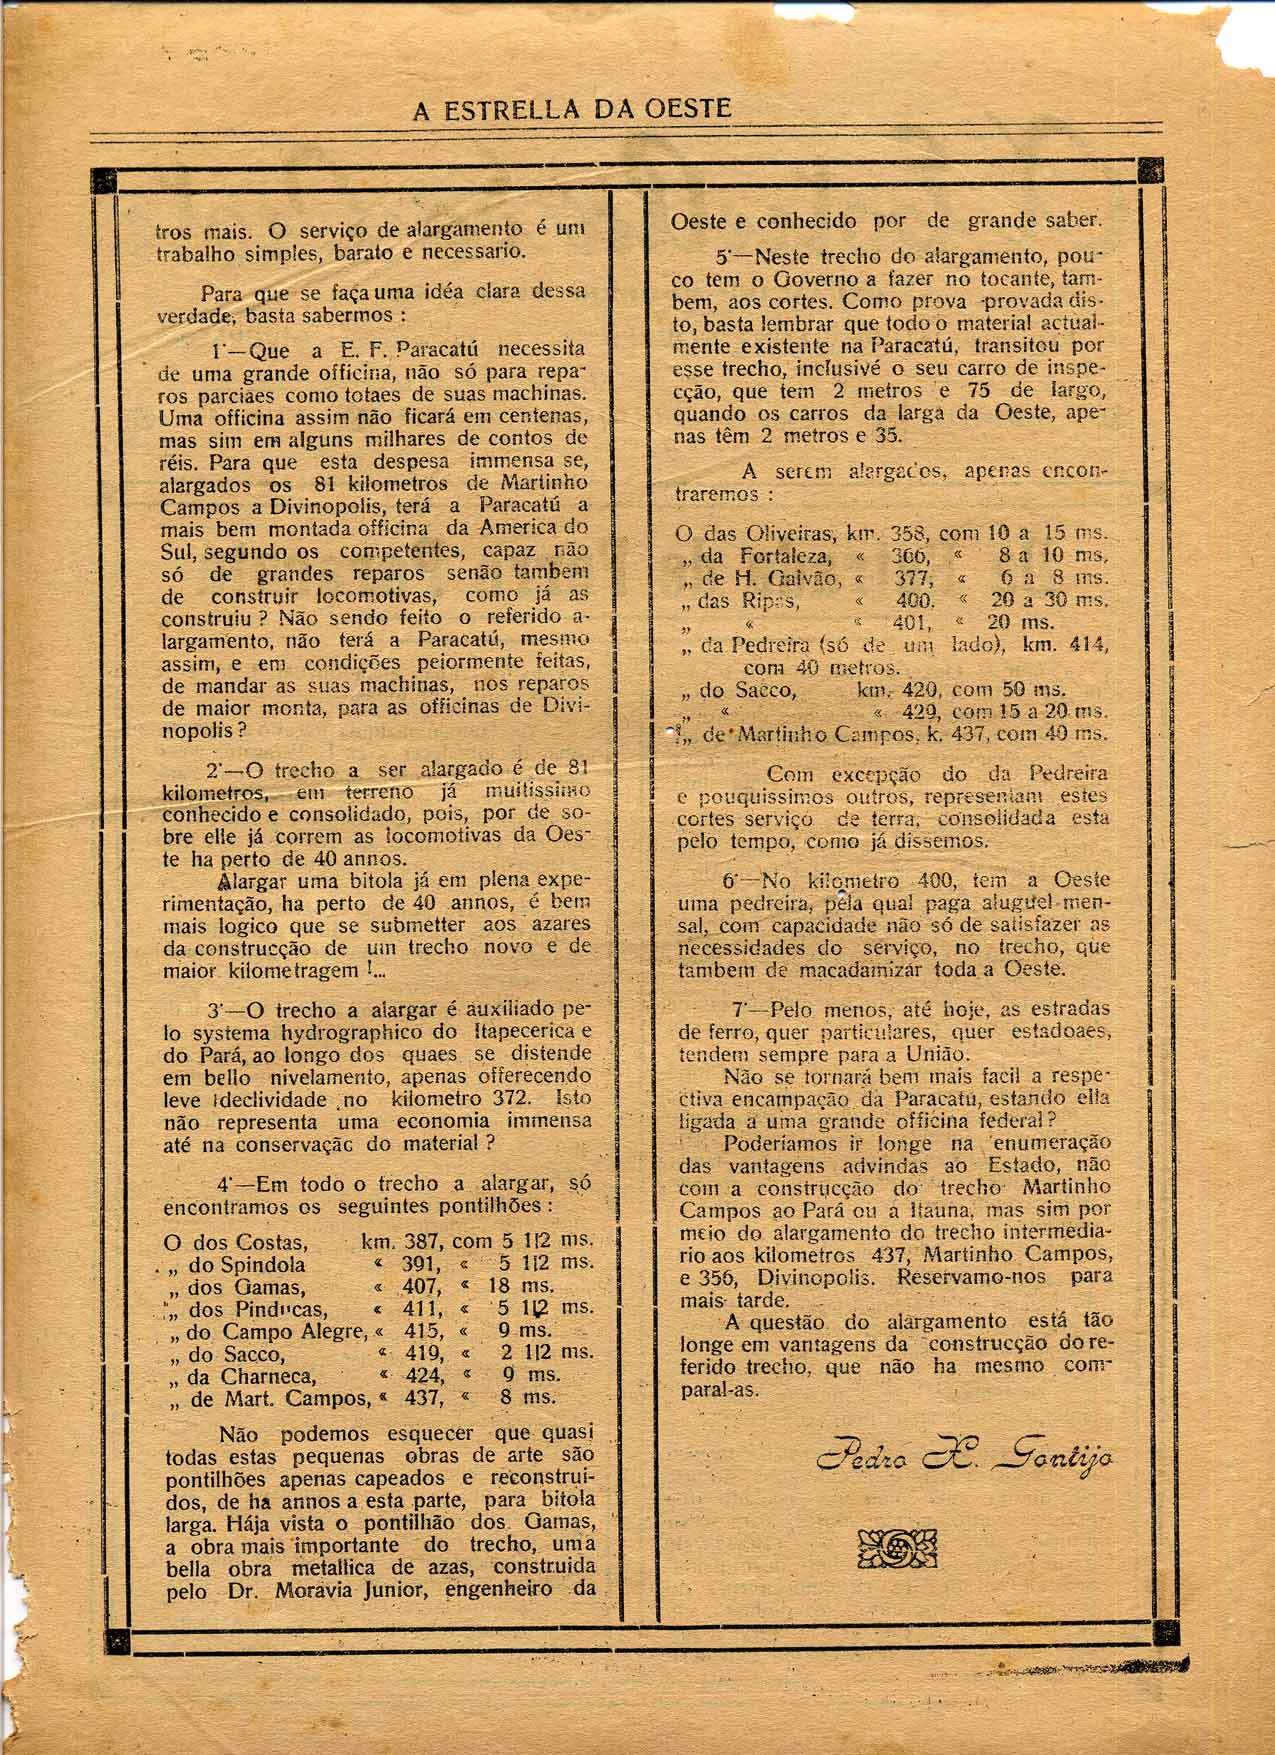 A ESTRELLA DA OESTE
tros mais. O serviço de alargamento é um
trabalho simples, barato e necessario.
Para que se faça uma idéa clara dessa
verdade, basta sabermos :
1'—Que a E. F. Paracatú necessita
de uma grande officina, não só para repa-
ros parciaes como totaes de suas machinas.
Uma officina assim não ficará em centenas,
mas sim em alguns milhares de contos de
réis. Para que esta despesa immensa se,
alargados os 81 kilometros de Martinho
Campos a Divinopolis, terá a Paracatú a
mais bem montada officina da America do
Sul, segundo os competentes, capaz não
só de grandes reparos senão tambem
de construir locomotivas, como já as
construiu ? Não sendo feito o referido a-
largamento, não terá a Paracatú, mesmo
assim, e em condições peiormente feitas,
de mandar as suas machinas, nos reparos
de maior monta, para as officinas de Divi-
nopolis ?
2'—O trecho a ser alargado é de 81
kilometros, em terreno já muitissimo
conhecido e consolidado, pois, por de so-
bre elle já correm as locomotivas da Oes-
te ha perto de 40 annos.
Alargar uma bitola já em plena expe-
rimentação, ha perto de 40 annos, é bem
mais logico que se submetter aos azares
da construcção de um trecho novo e de
maior kilometragem !...
3'—O trecho a alargar é auxiliado pe-
lo systema hydrographico do Itapecerica e
do Pará, ao longo dos quaes se distende
em bello nivelamento, apenas offerecendo
leve declividade no kilometro 372. Isto
não representa uma economia immensa
até na conservação do material ?
4'—Em todo o trecho a alargar, só
encontramos os seguintes pontilhões :
O dos Costas, km. 387, com 5 1|2 ms.
„ do Spindola « 391, « 5 1|2 ms.
„ dos Gamas, « 407, « 18 ms.
„ dos Pinducas, « 411, « 5 1|2 ms.
„ do Campo Alegre, « 415, « 9 ms.
„ do Sacco, « 419, « 2 1|2 ms.
„ da Charneca, « 424, « 9 ms.
„ de Mart. Campos, « 437, « 8 ms.
Não podemos esquecer que quasi
todas estas pequenas obras de arte são
pontilhões apenas capeados e reconstrui-
dos, de ha annos a esta parte, para bitola
larga. Hája vista o pontilhão dos Gamas,
a obra mais importante do trecho, uma
bella obra metallica de azas, construida
pelo Dr. Moravia Junior, engenheiro da
Oeste e conhecido por de grande saber.
5'—Neste trecho do alargamento, pou-
co tem o Governo a fazer no tocante, tam-
bem, aos cortes. Como prova -provada dis-
to, basta lembrar que todo o material actual-
mente existente na Paracatú, transitou por
esse trecho, inclusivé o seu carro de inspe-
cção, que tem 2 metros e 75 de largo,
quando os carros da larga da Oeste, ape-
nas têm 2 metros e 35.
A serem alargados, apenas encon-
traremos :
O das Oliveiras, km. 358, com 10 a 15 ms.
„ da Fortaleza, « 366, « 8 a 10 ms,
„ de H. Galvão, « 377, « 6 a 8 ms.
„ das Ripas, « 400. « 20 a 30 ms.
„ « « 401, « 20 ms.
„ da Pedreira (só de um lado), km. 414,
com 40 metros.
„ do Sacco, km. 420, com 50 ms.
„ « « 429, com 15 a 20 ms.
„ de Martinho Campos, k. 437, com 40 ms.
Com excepção do da Pedreira
e pouquissimos outros, representam estes
cortes serviço de terra, consolidada esta
pelo tempo, como já dissemos.
6'—No kilometro 400, tem a Oeste
uma pedreira, pela qual paga aluguel men-
sal, com capacidade não só de satisfazer as
necessidades do serviço, no trecho, que
tambem de macadamizar toda a Oeste.
7'—Pelo menos, até hoje, as estradas
de ferro, quer particulares, quer estadoaes,
tendem sempre para a União.
Não se tornará bem mais facil a respe-
ctiva encampação da Paracatú, estando ella
ligada a uma grande officina federal ?
Poderiamos ir longe na enumeração
das vantagens advindas ao Estado, não
com a construcção do trecho Martinho
Campos ao Pará ou a Itauna, mas sim por
meio do alargamento do trecho intermedia-
rio aos kilometros 437, Martinho Campos,
e 356, Divinopolis. Reservamo-nos para
mais tarde.
A questão do alargamento está tão
longe em vantagens da construcção do re-
ferido trecho, que não ha mesmo com-
paral-as.
Pedro X. Gontijo